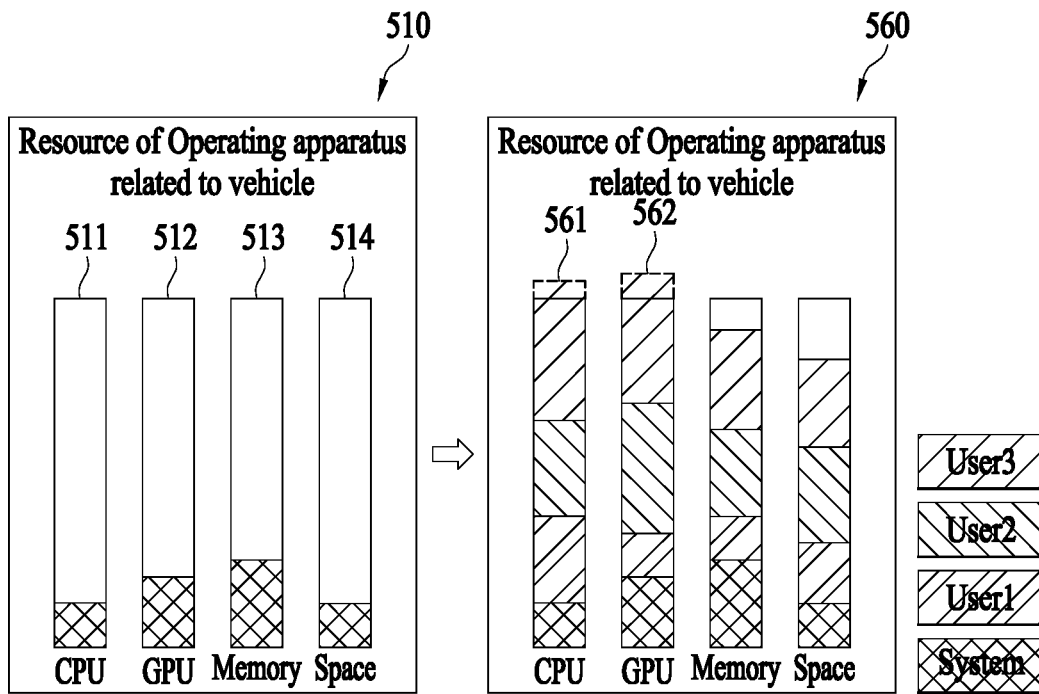 510
560
Resource of Operating apparatus
related to vehicle
511
512
513
514
CPU
GPU
Memory
Space
Resource of Operating apparatus
related to vehicle
561
562
CPU
GPU
Memory
Space
User3
User2
User1
System